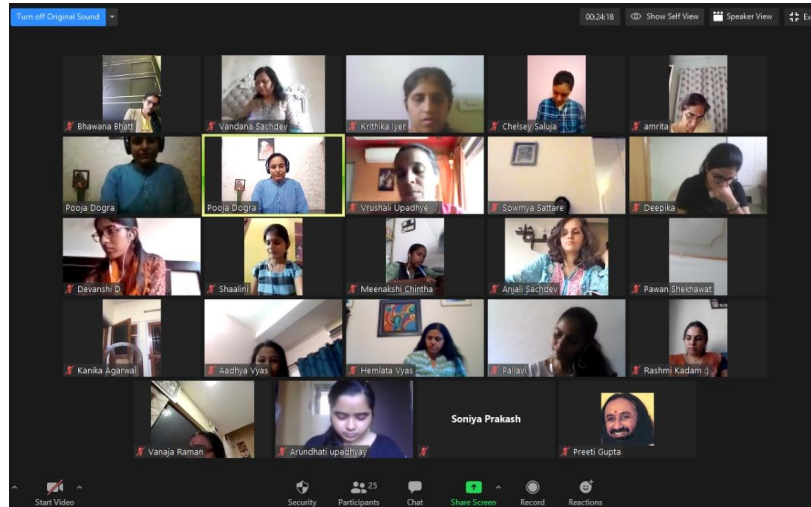 Turn off Original Sound
00:24:18
Show Self View
Speaker View
Ex
Bhawana Bhatt
Vandana Sachdev
Krithika Iyer
Chelsey Saluja
amrita
Pooja Dogra
Pooja Dogra
Vrushali Upadhye
Sowmya Sattare
Deepika
Devanshi D
Shaalini
Meenakshi Chintha
Anjali Sachdev
Pawan Shekhawat
Kanika Agarwal
Aadhya Vyas
Hemlata Vyas
Pallavi
Rashmi Kadam :)
Vanaja Raman
Arundhati upadhyay
Soniya Prakash
Preeti Gupta
Start Video
Security
Participants
25
Chat
Share Screen
Record
Reactions